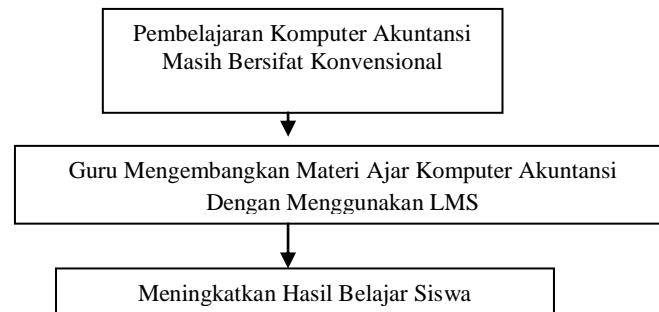 Pembelajaran Komputer Akuntansi
Masih Bersifat Konvensional
Guru Mengembangkan Materi Ajar Komputer Akuntansi
Dengan Menggunakan LMS
Meningkatkan Hasil Belajar Siswa